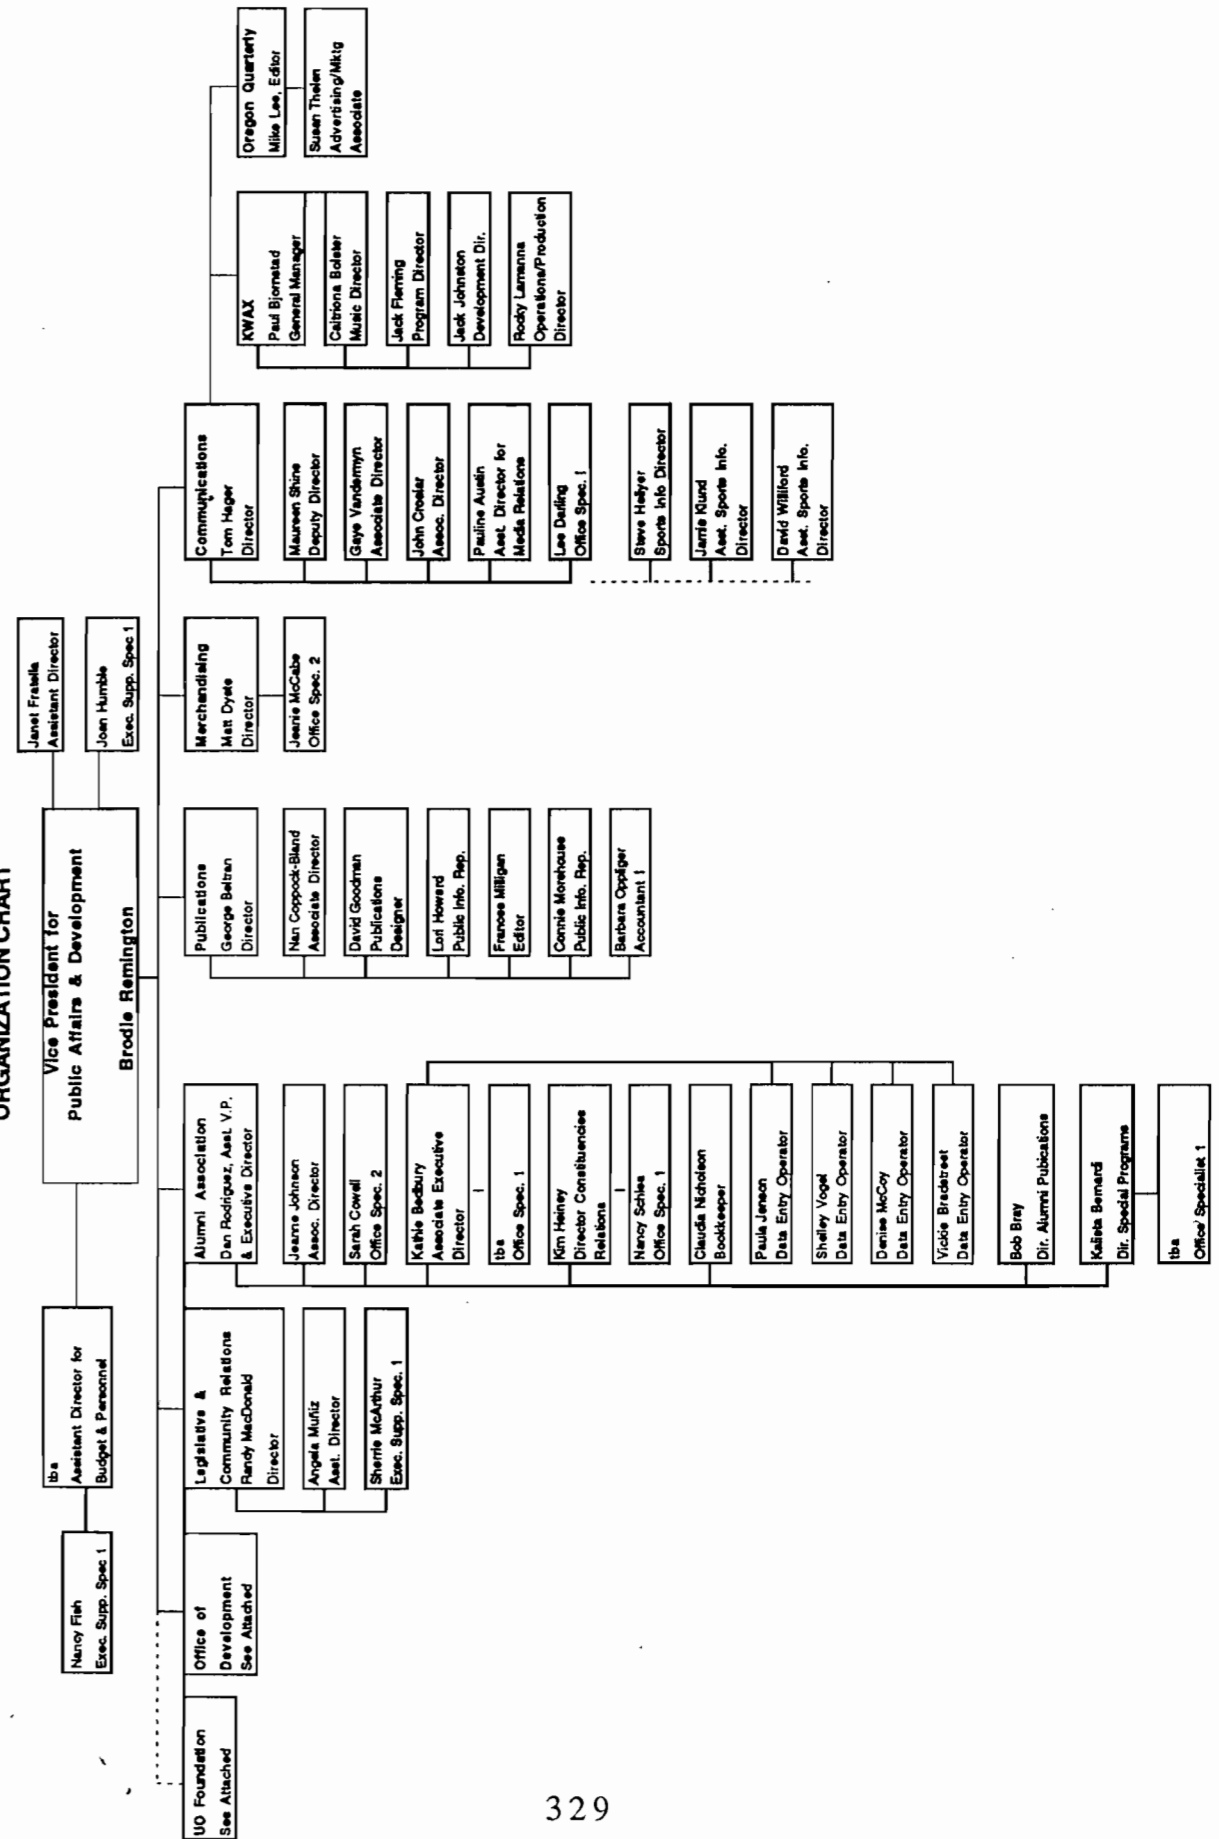 ORGANIZATION CHART
Vice President for
Public Affairs & Development
Brodie Remington
Janet Fratella
Assistant Director
Joan Humble
Exec. Supp. Spec 1
tba
Assistant Director for
Budget & Personnel
Nancy Fish
Exec. Supp. Spec 1
UO Foundation
See Attached
Office of
Development
See Attached
Legislative &
Community Relations
Randy MacDonald
Director
Angela Muñiz
Asst. Director
Sherrie McArthur
Exec. Supp. Spec. 1
Alumni Association
Dan Rodriguez, Asst. V.P.
& Executive Director
Jeanne Johnson
Assoc. Director
Sarah Cowell
Office Spec. 2
Kathie Bedbury
Associate Executive
Director
tba
Office Spec. 1
Kim Heiney
Director Constituencies
Relations
Nancy Schiess
Office Spec. 1
Claudia Nicholson
Bookkeeper
Paula Jenson
Data Entry Operator
Shelley Vogel
Data Entry Operator
Denise McCoy
Data Entry Operator
Vickie Bradstreet
Data Entry Operator
Bob Bray
Dir. Alumni Pubications
Kalista Bernardi
Dir. Special Programs
tba
Office Specialist 1
Publications
George Beltran
Director
Nan Coppock-Bland
Associate Director
David Goodman
Publications
Designer
Lori Howard
Public Info. Rep.
Frances Milligan
Editor
Connie Morehouse
Public Info. Rep.
Barbara Oppliger
Accountant 1
Merchandising
Matt Dyste
Director
Jeanie McCabe
Office Spec. 2
Communications
Tom Hager
Director
Maureen Shine
Deputy Director
Gaye Vandermyn
Associate Director
John Crosiar
Assoc. Director
Pauline Austin
Asst. Director for
Media Relations
Lee Darling
Office Spec. 1
Steve Hellyer
Sports Info Director
Jamie Klund
Asst. Sports Info.
Director
David Williford
Asst. Sports Info.
Director
KWAX
Paul Bjornstad
General Manager
Caitriona Bolster
Music Director
Jack Fleming
Program Director
Jack Johnston
Development Dir.
Rocky Lamanna
Operations/Production
Director
Oregon Quarterly
Mike Lee, Editor
Susan Thelen
Advertising/Mktg
Associate
329